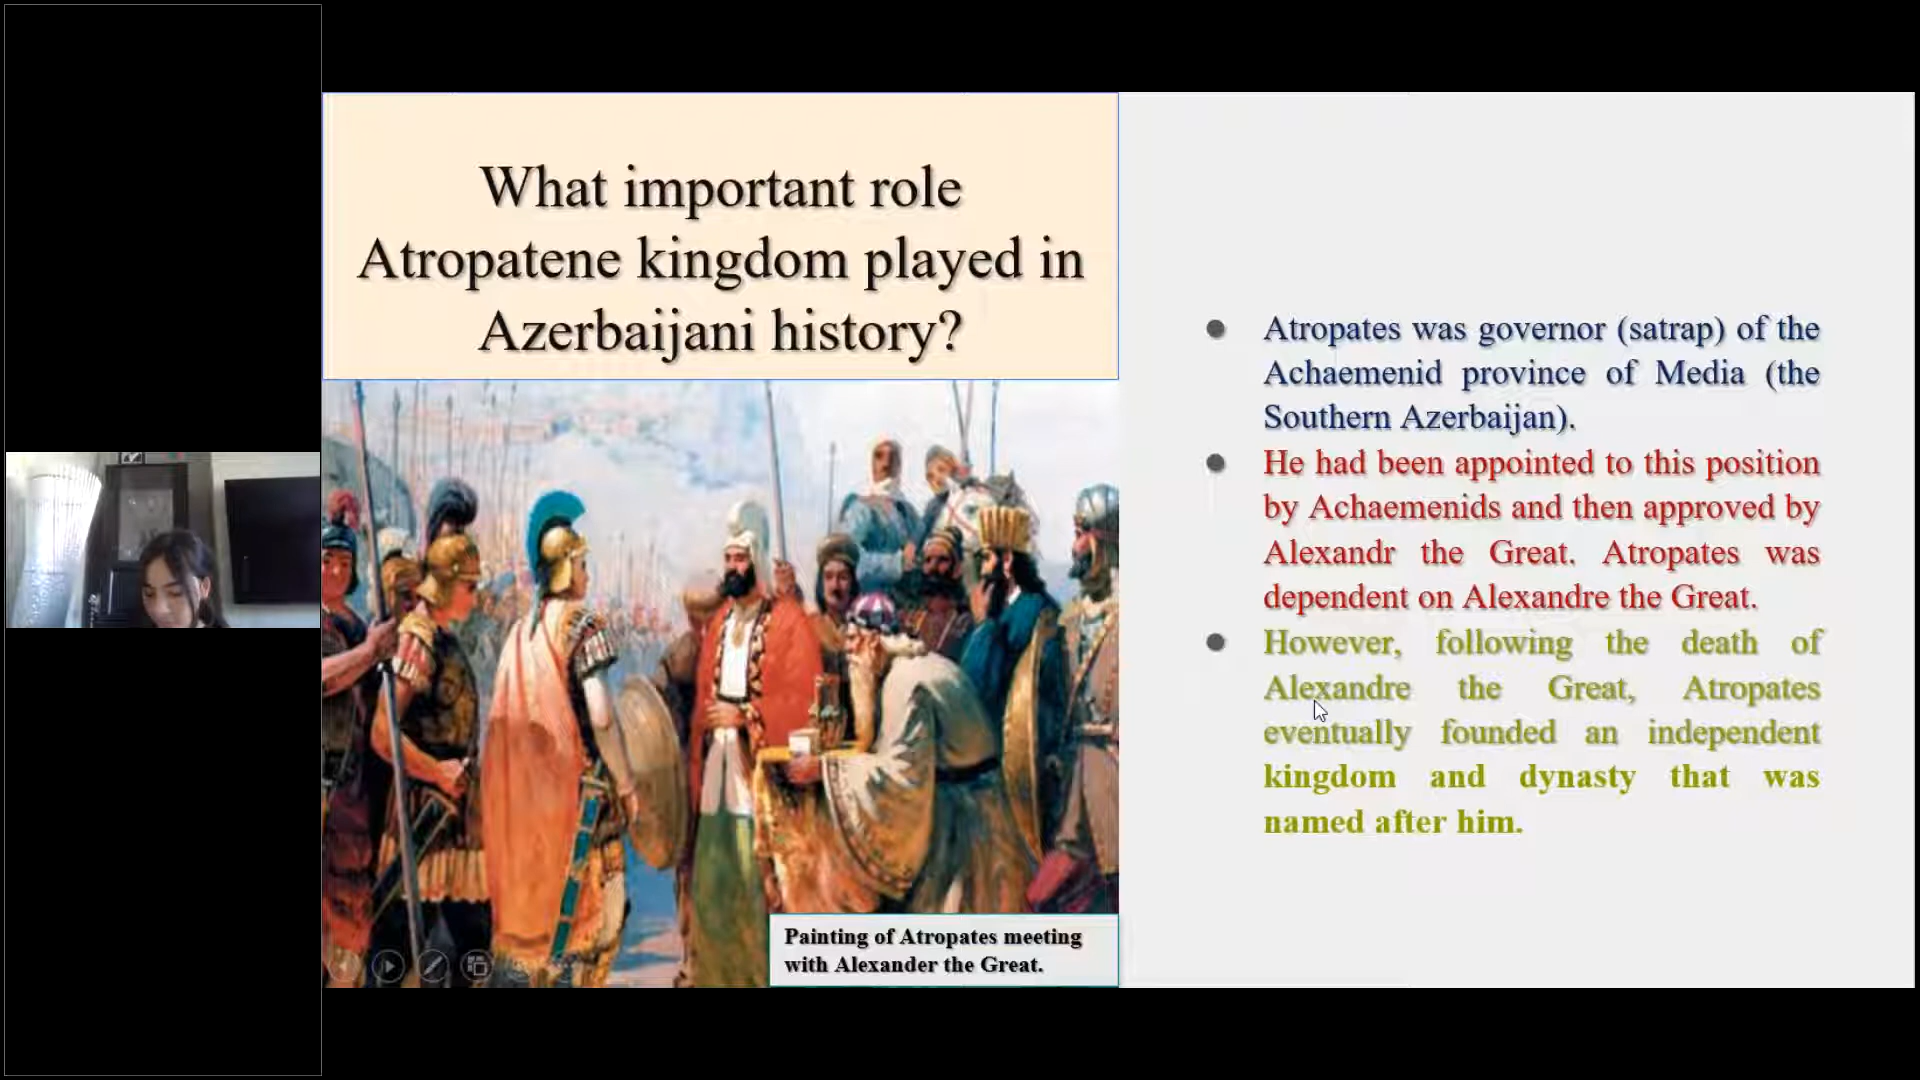 What important role
Atropatene kingdom played in
Azerbaijani history?
Painting of Atropates meeting
with Alexander the Great.
● Atropates was governor (satrap) of the
Achaemenid province of Media (the
Southern Azerbaijan).
● He had been appointed to this position
by Achaemenids and then approved by
Alexandr the Great. Atropates was
dependent on Alexandre the Great.
● However, following the death of
Alexandre the Great, Atropates
eventually founded an independent
kingdom and dynasty that was
named after him.